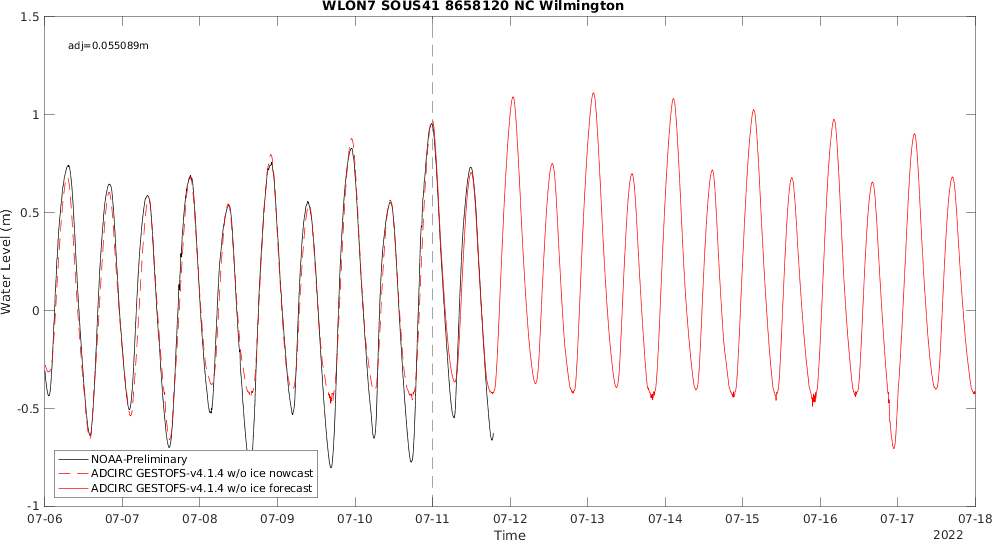 WLON7 SOUS41 8658120 NC Wilmington
adj=0.055089m
Water Level (m)
1.5
1
0.5
0
-0.5
-1
NOAA-Preliminary
ADCIRC GESTOFS-v4.1.4 w/o ice nowcast
ADCIRC GESTOFS-v4.1.4 w/o ice forecast
07-06 07-07 07-08 07-09 07-10 07-11 07-12 07-13 07-14 07-15 07-16 07-17 07-18
Time
2022